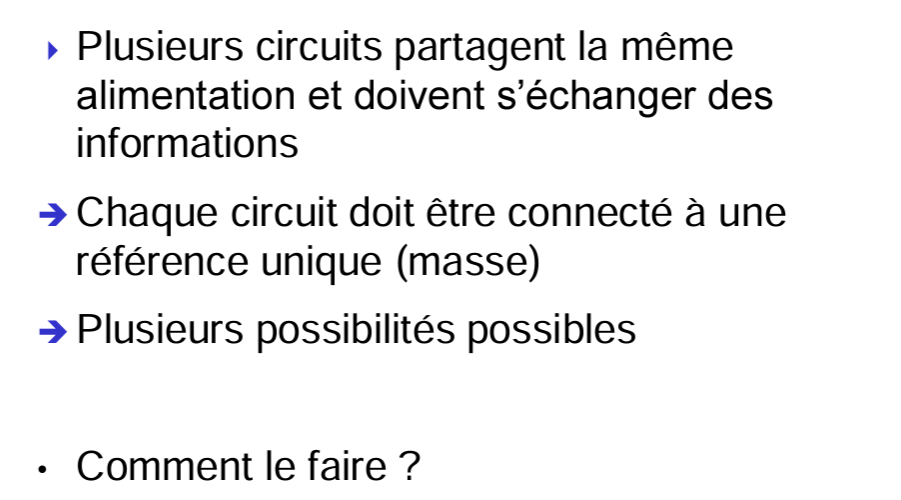 Plusieurs circuits partagent la même
alimentation et doivent s’échanger des
informations
➔ Chaque circuit doit être connecté à une
référence unique (masse)
➔ Plusieurs possibilités possibles
• Comment le faire ?